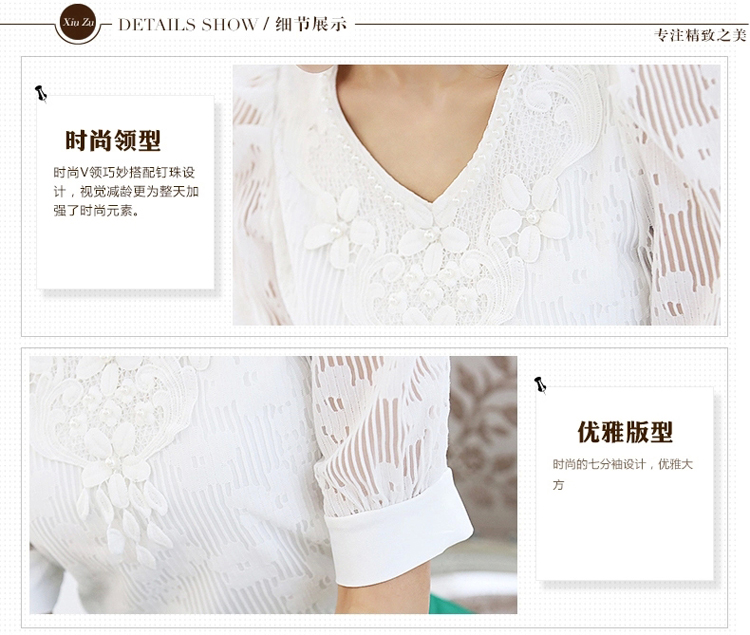 Xiu Zu
DETAILS SHOW / 细节展示
专注精致之美
时尚领型
时尚V领巧妙搭配钉珠设
计，视觉减龄更为整天加
强了时尚元素。
优雅版型
时尚的七分袖设计，优雅大
方